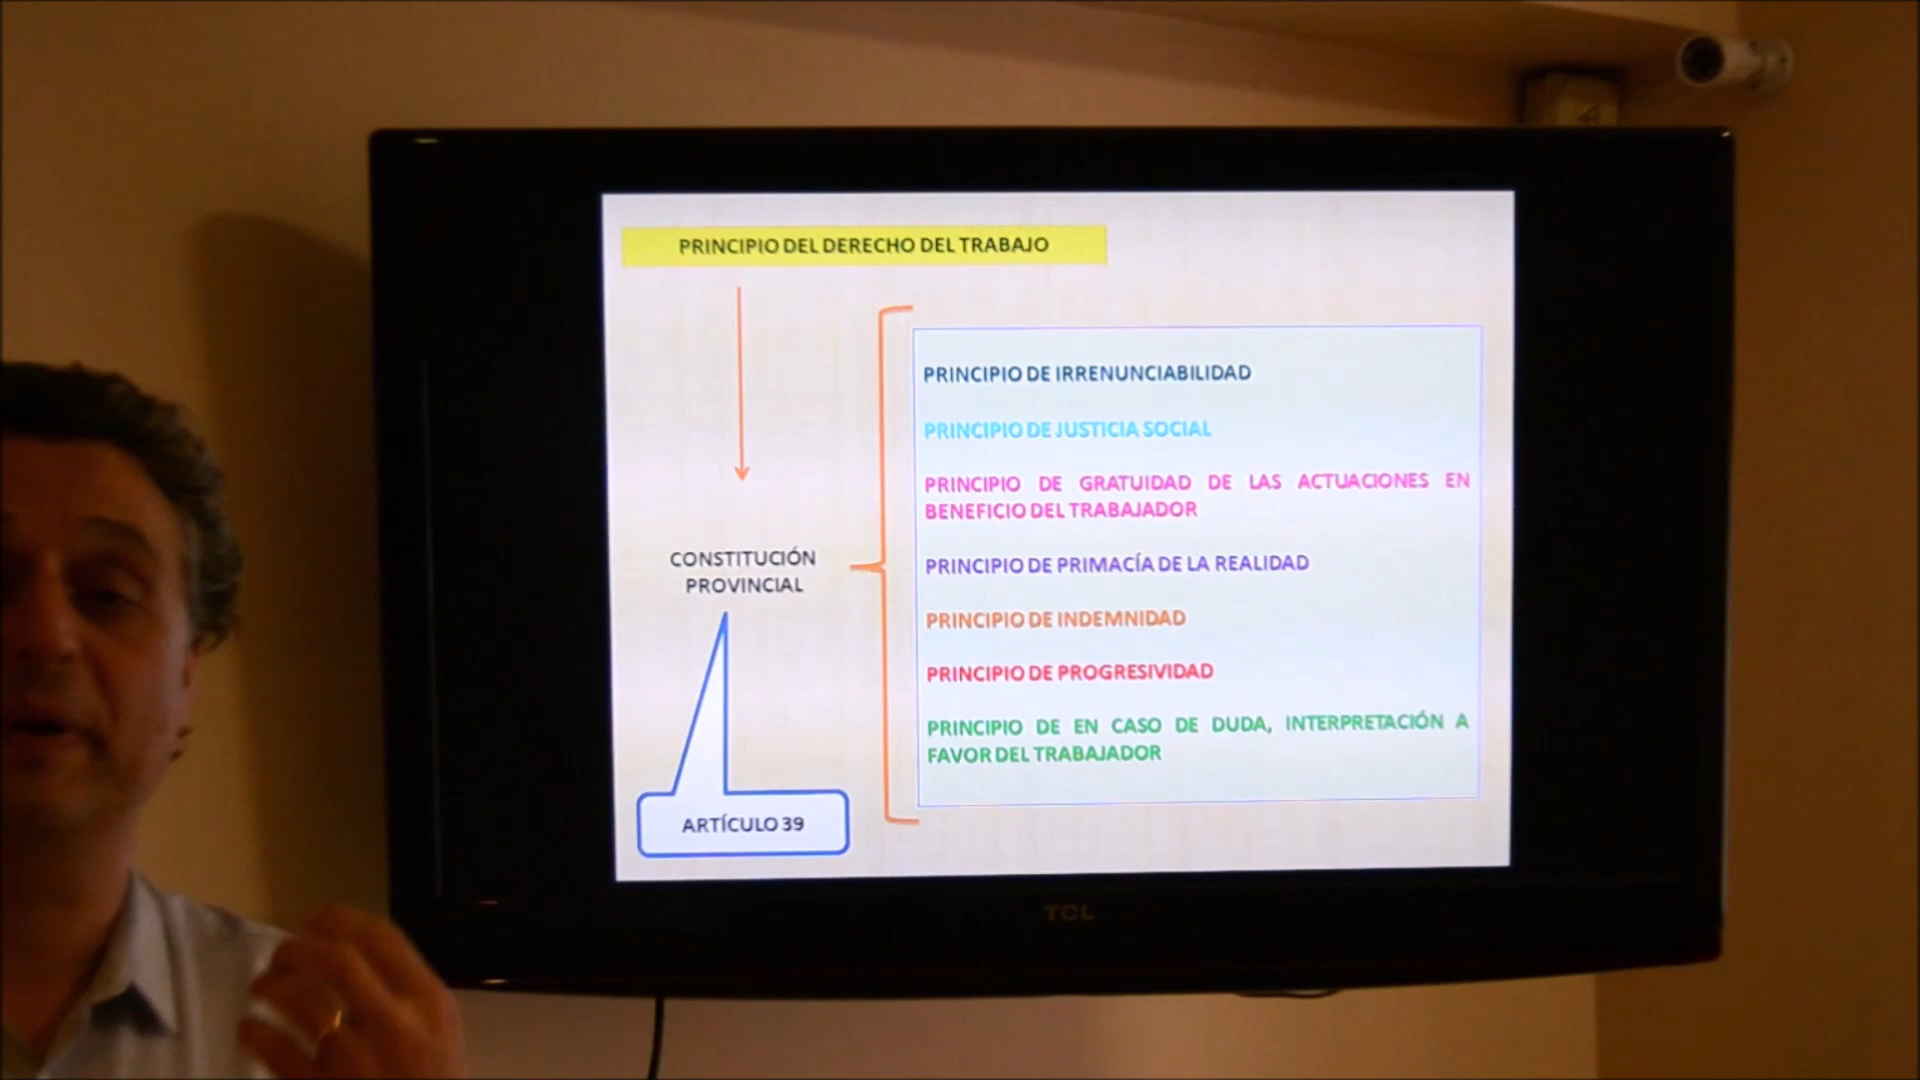 PRINCIPIO DEL DERECHO DEL TRABAJO
CONSTITUCIÓN
PROVINCIAL
ARTÍCULO 39
PRINCIPIO DE IRRENUNCIABILIDAD
PRINCIPIO DE JUSTICIA SOCIAL
PRINCIPIO DE GRATUIDAD DE LAS ACTUACIONES EN
BENEFICIO DEL TRABAJADOR
PRINCIPIO DE PRIMACÍA DE LA REALIDAD
PRINCIPIO DE INDEMNIDAD
PRINCIPIO DE PROGRESIVIDAD
PRINCIPIO DE EN CASO DE DUDA, INTERPRETACIÓN A
FAVOR DEL TRABAJADOR
TCL